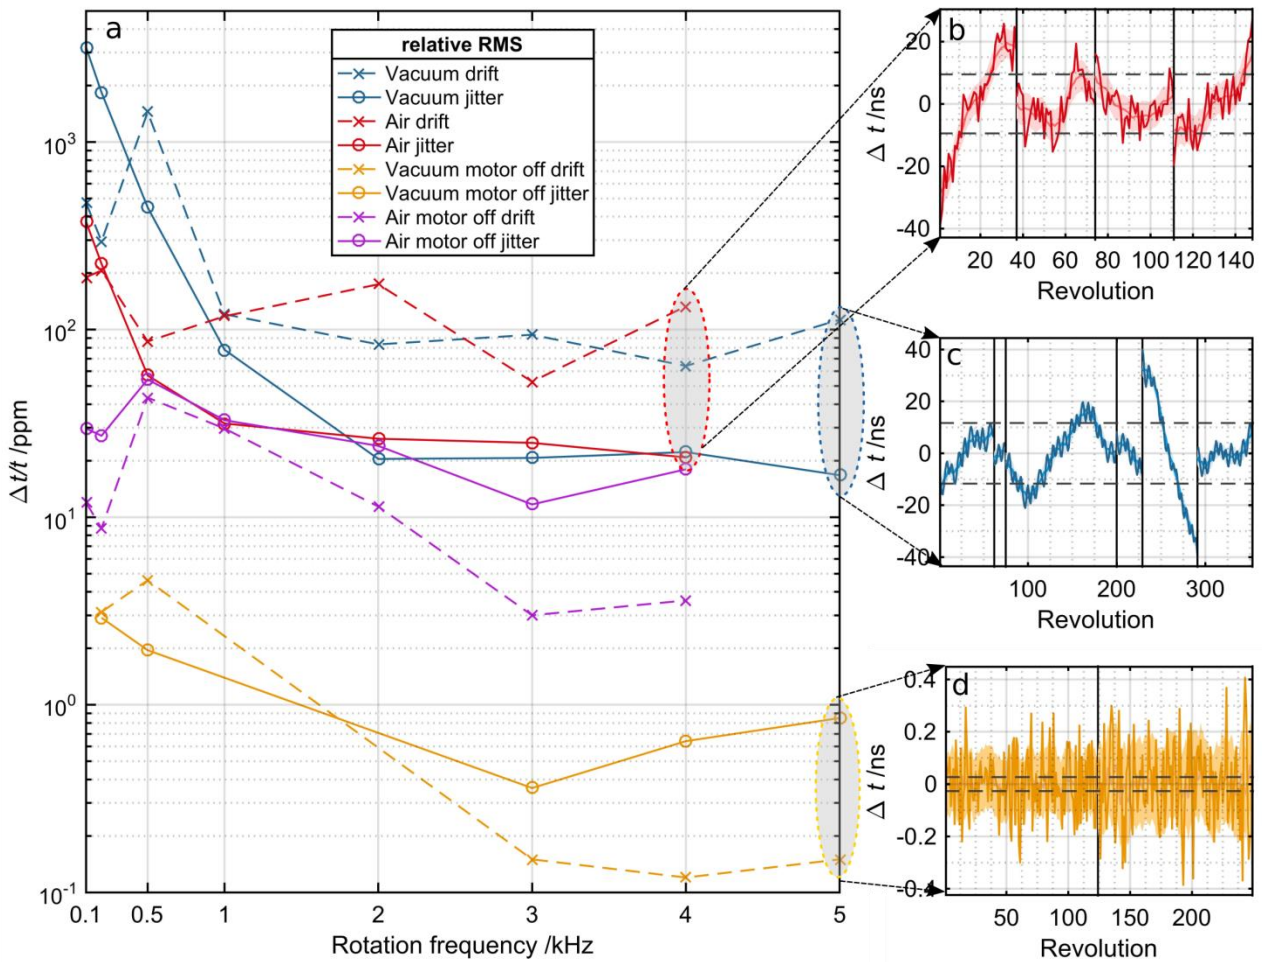 a
relative RMS
Vacuum drift
Vacuum jitter
Air drift
Air jitter
Vacuum motor off drift
Vacuum motor off jitter
Air motor off drift
Air motor off jitter
10³
10²
10¹
10⁰
10⁻¹
Δt/t /ppm
0.1 0.5 1 2 3 4 5
Rotation frequency /kHz
b
20
0
-20
-40
Δ t /ns
20 40 60 80 100 120 140
Revolution
c
40
20
0
-20
-40
Δ t /ns
100 200 300
Revolution
d
0.4
0.2
0
-0.2
-0.4
Δ t /ns
50 100 150 200
Revolution